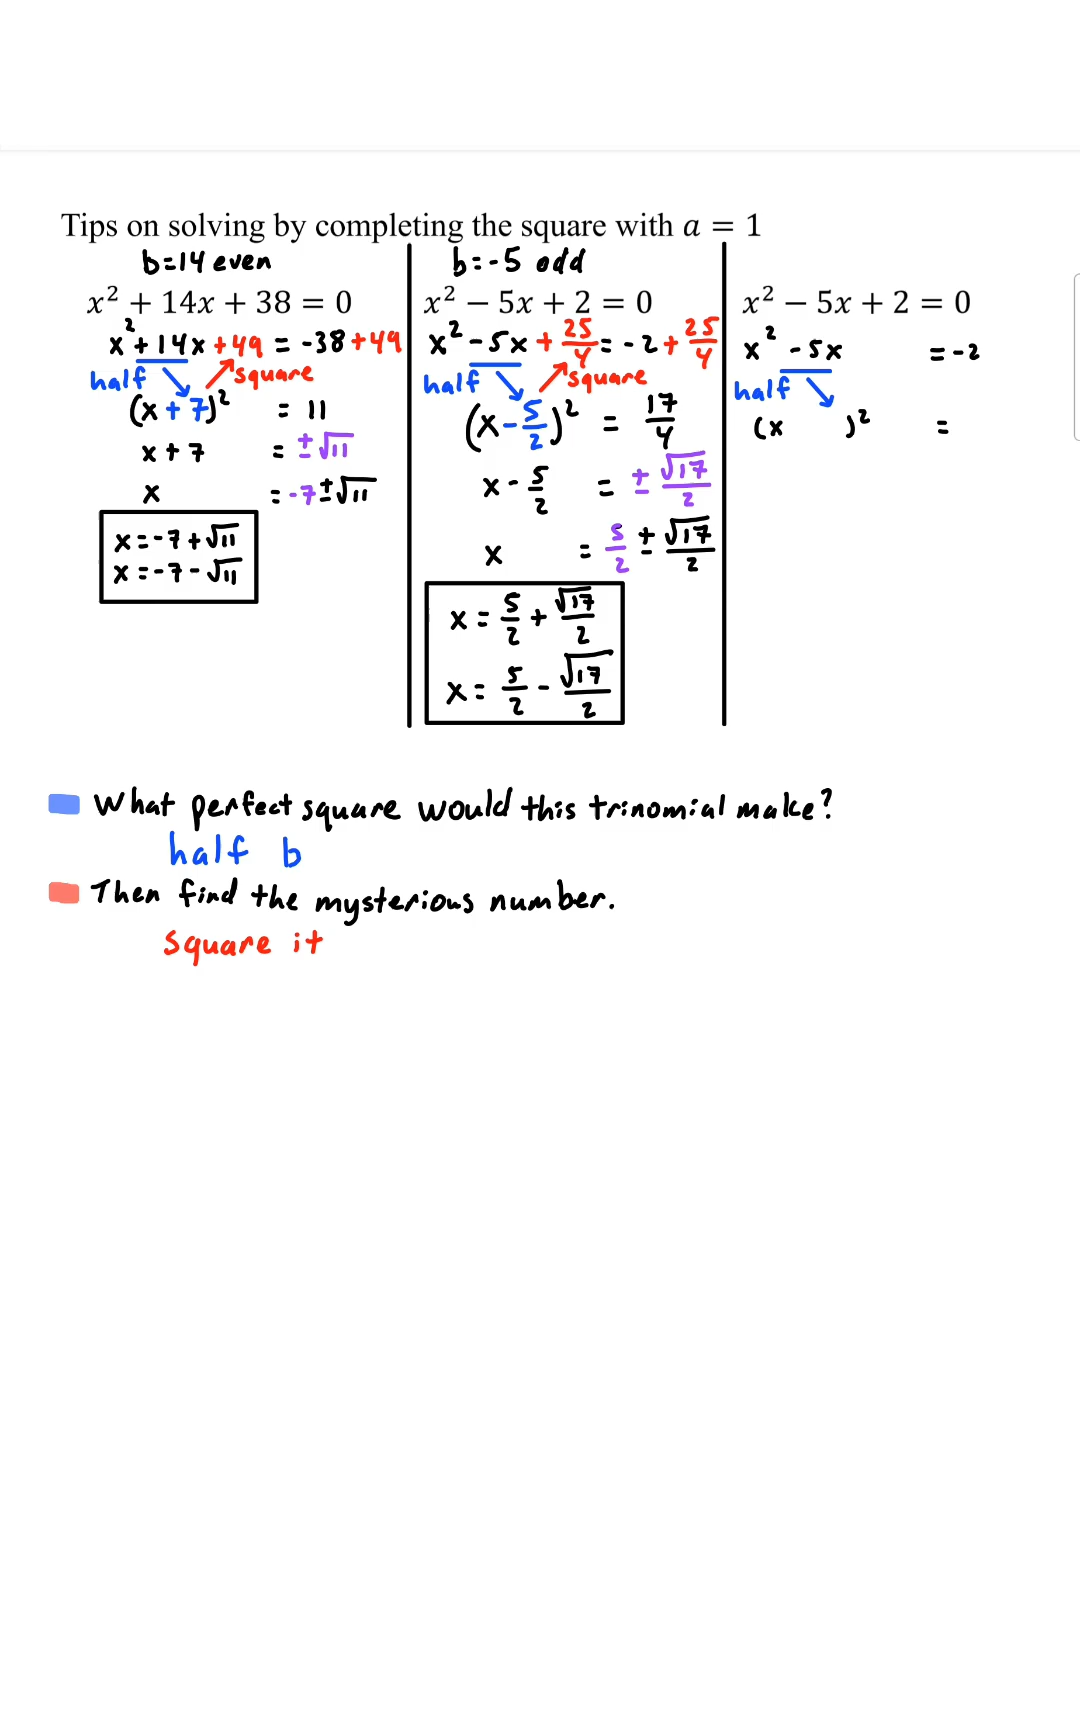 Tips on solving by completing the square with a = 1
b=14 even
x² + 14x + 38 = 0
x²+14x+49 = -38+49
half square
(x+7)² = 11
x+7 = ±√11
x = -7±√11
x=-7+√11
x=-7-√11
b=-5 odd
x² − 5x + 2 = 0
x²-5x+25/4=-2+25/4
half square
(x-5/2)² = 17/4
x-5/2 = ±√17/2
x = 5/2±√17/2
x=5/2+√17/2
x=5/2-√17/2
x² − 5x + 2 = 0
x²-5x =-2
half
(x )² =
What perfect square would this trinomial make?
half b
Then find the mysterious number.
square it